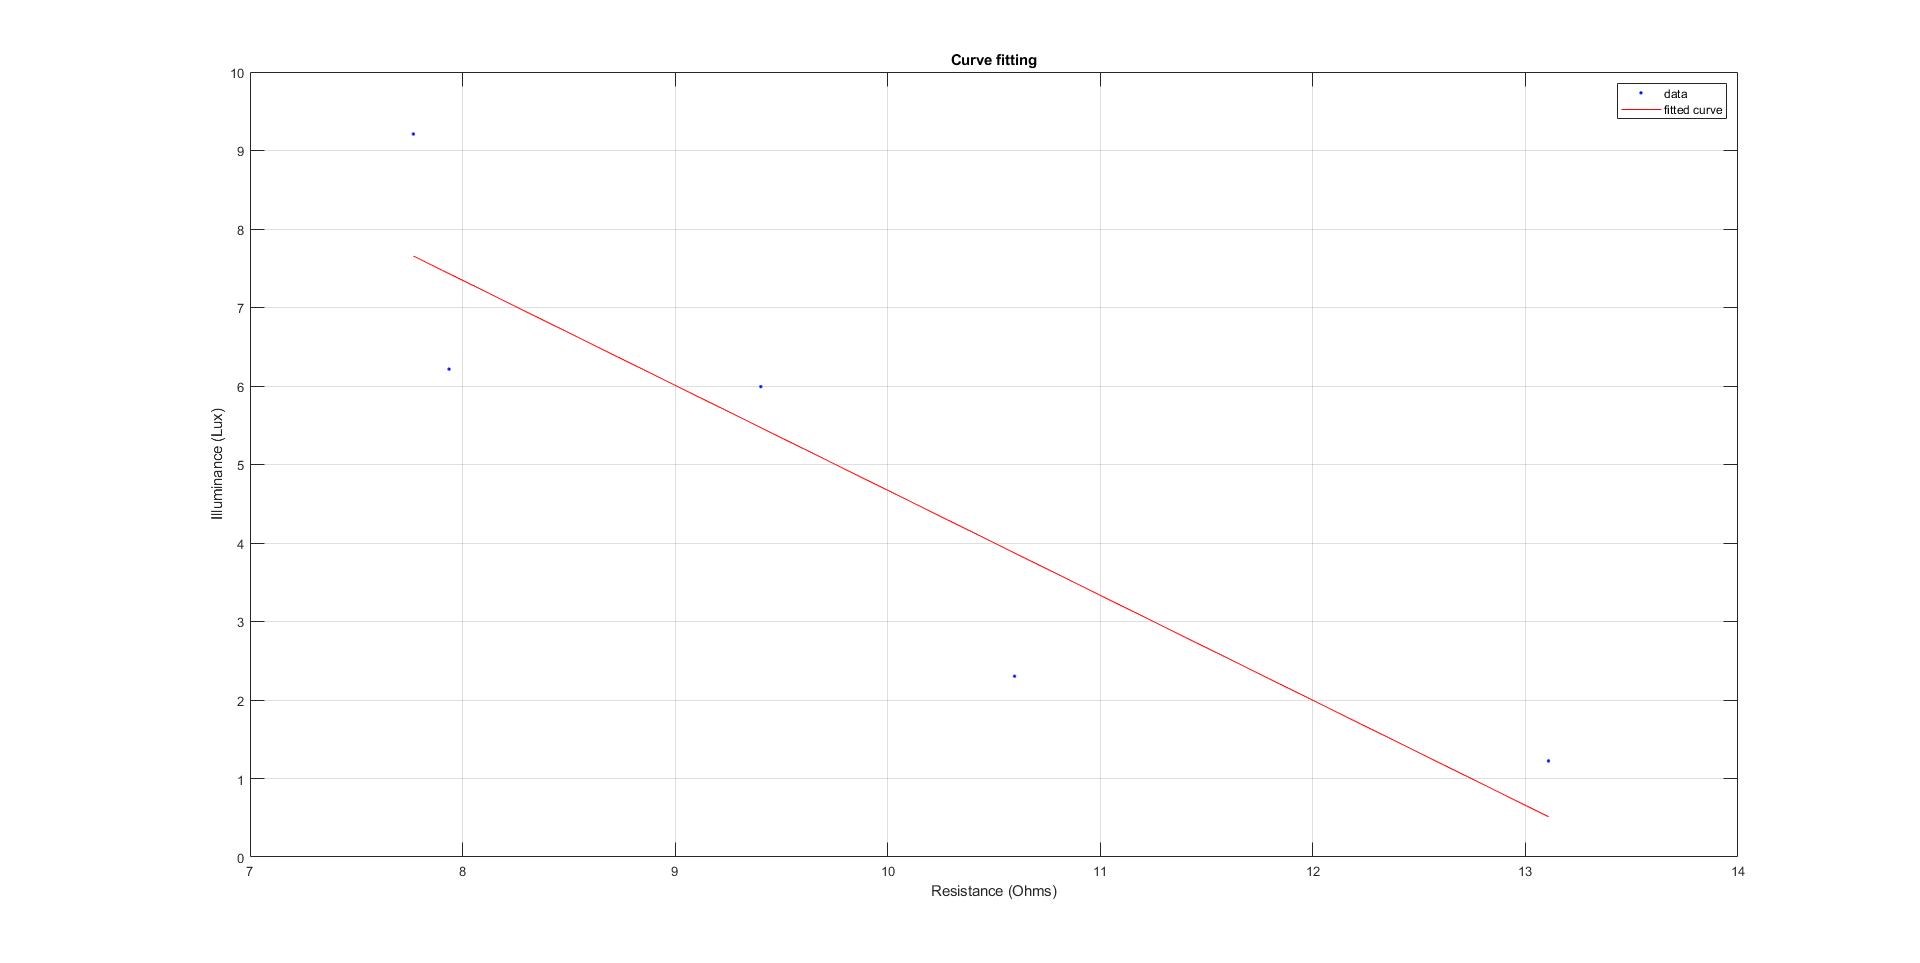 Curve fitting
data
fitted curve
10
9
8
7
6
5
4
3
2
1
0
Illuminance (Lux)
7 8 9 10 11 12 13 14
Resistance (Ohms)